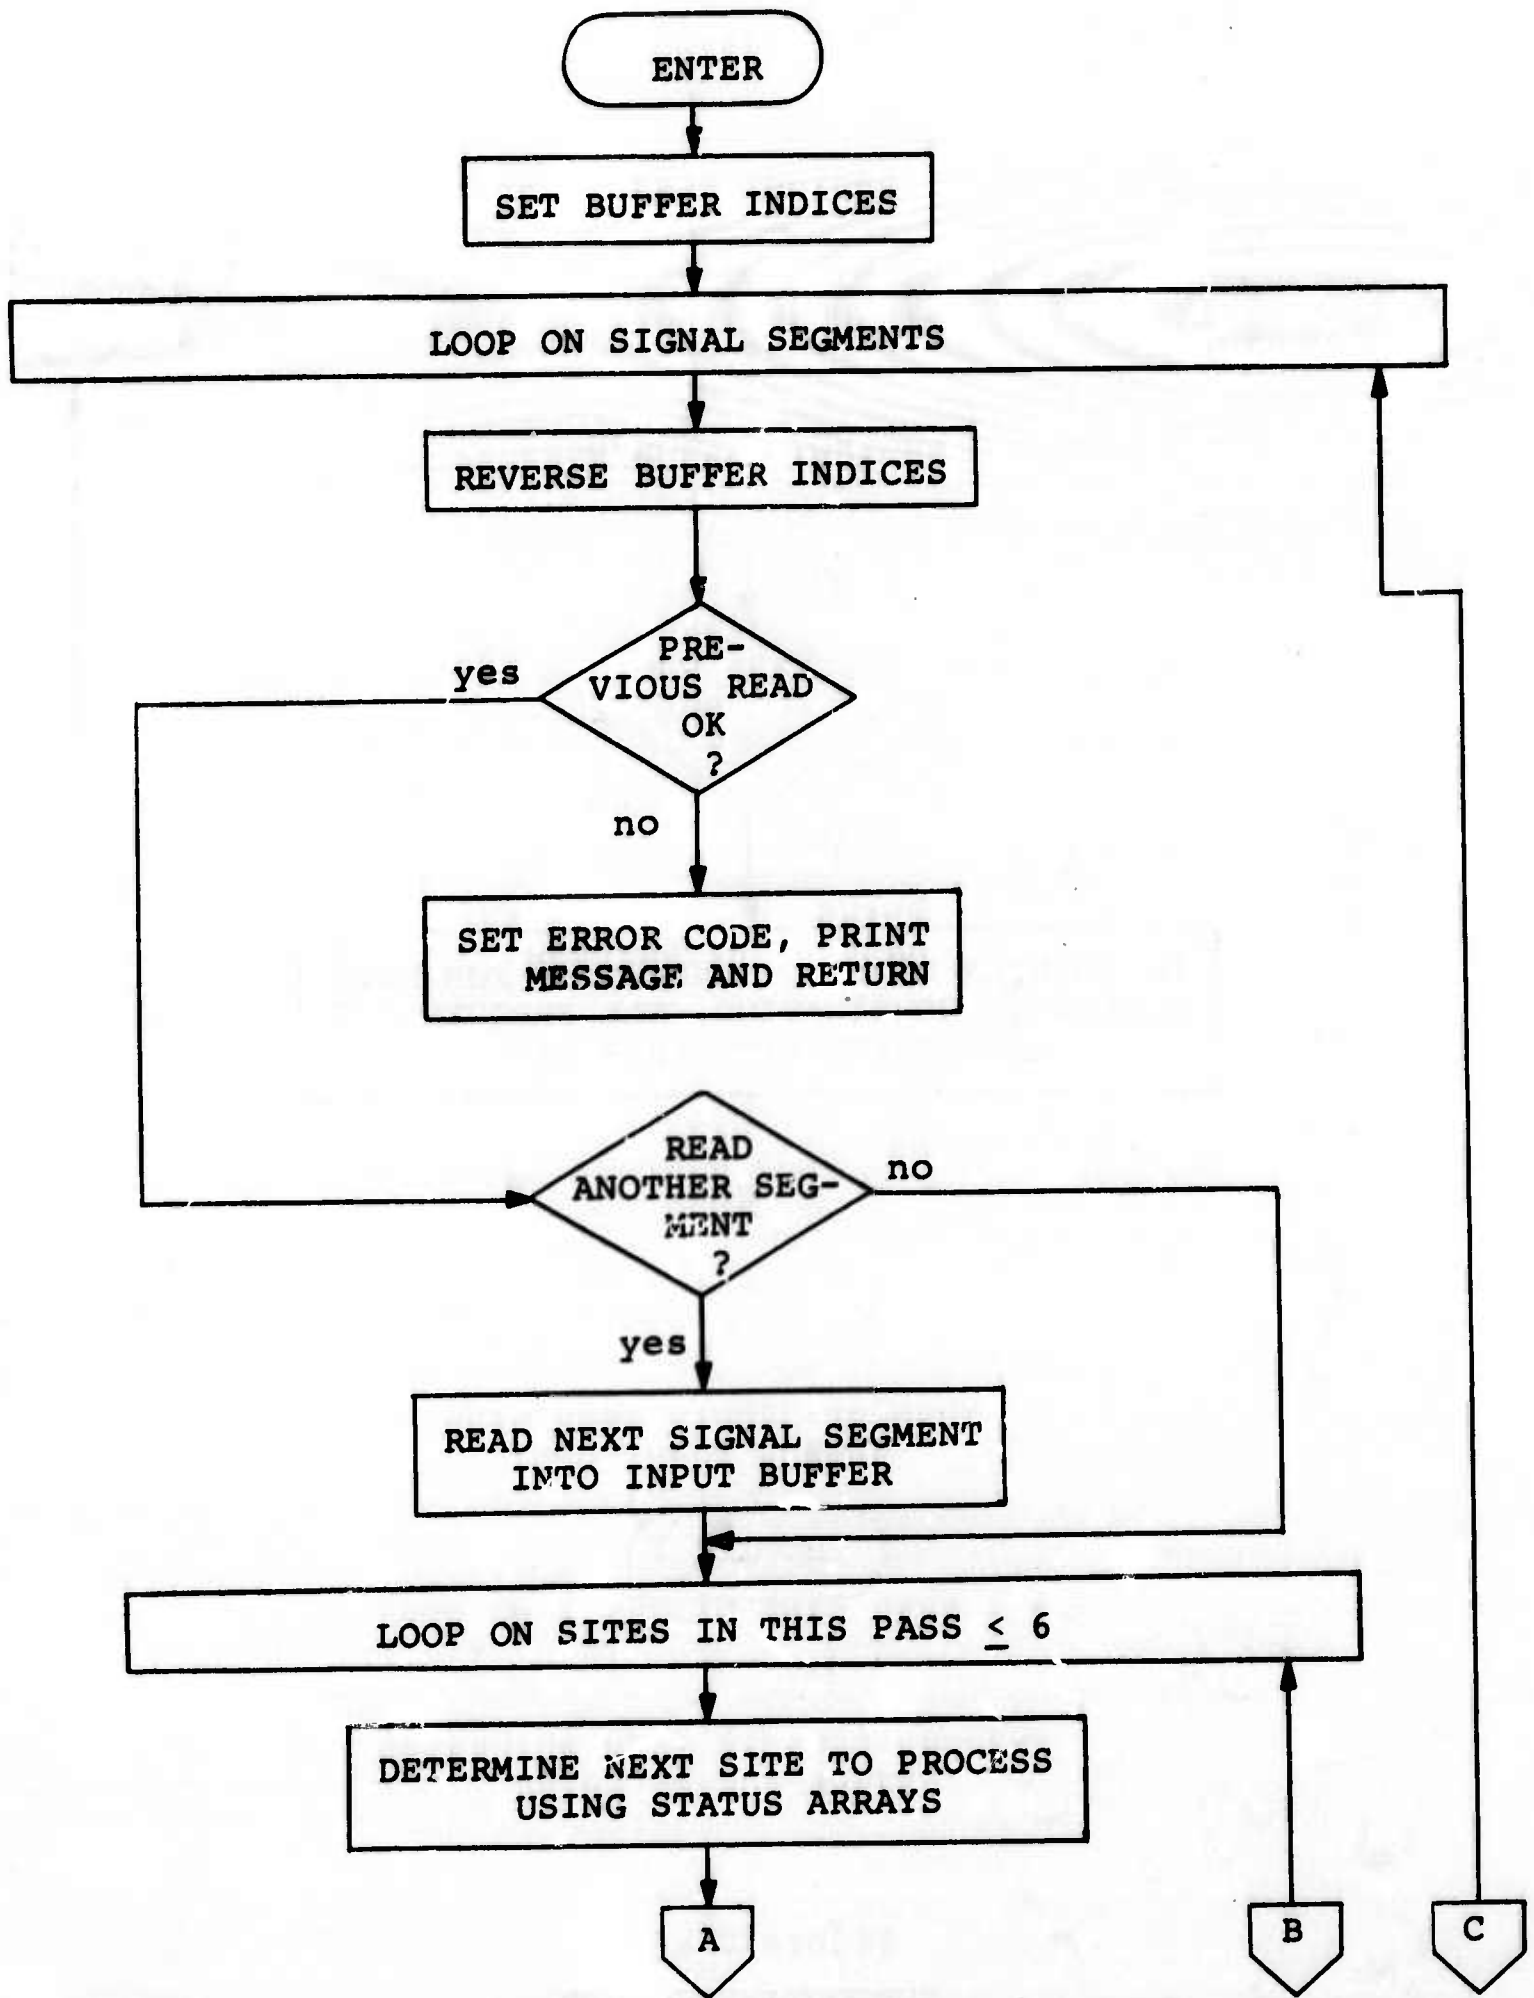 ENTER
SET BUFFER INDICES
LOOP ON SIGNAL SEGMENTS
REVERSE BUFFER INDICES
yes
PRE-
VIOUS READ
OK
?
no
SET ERROR CODE, PRINT
MESSAGE AND RETURN
READ
ANOTHER SEG-
MENT
?
no
yes
READ NEXT SIGNAL SEGMENT
INTO INPUT BUFFER
LOOP ON SITES IN THIS PASS ≤ 6
DETERMINE NEXT SITE TO PROCESS
USING STATUS ARRAYS
A
B
C